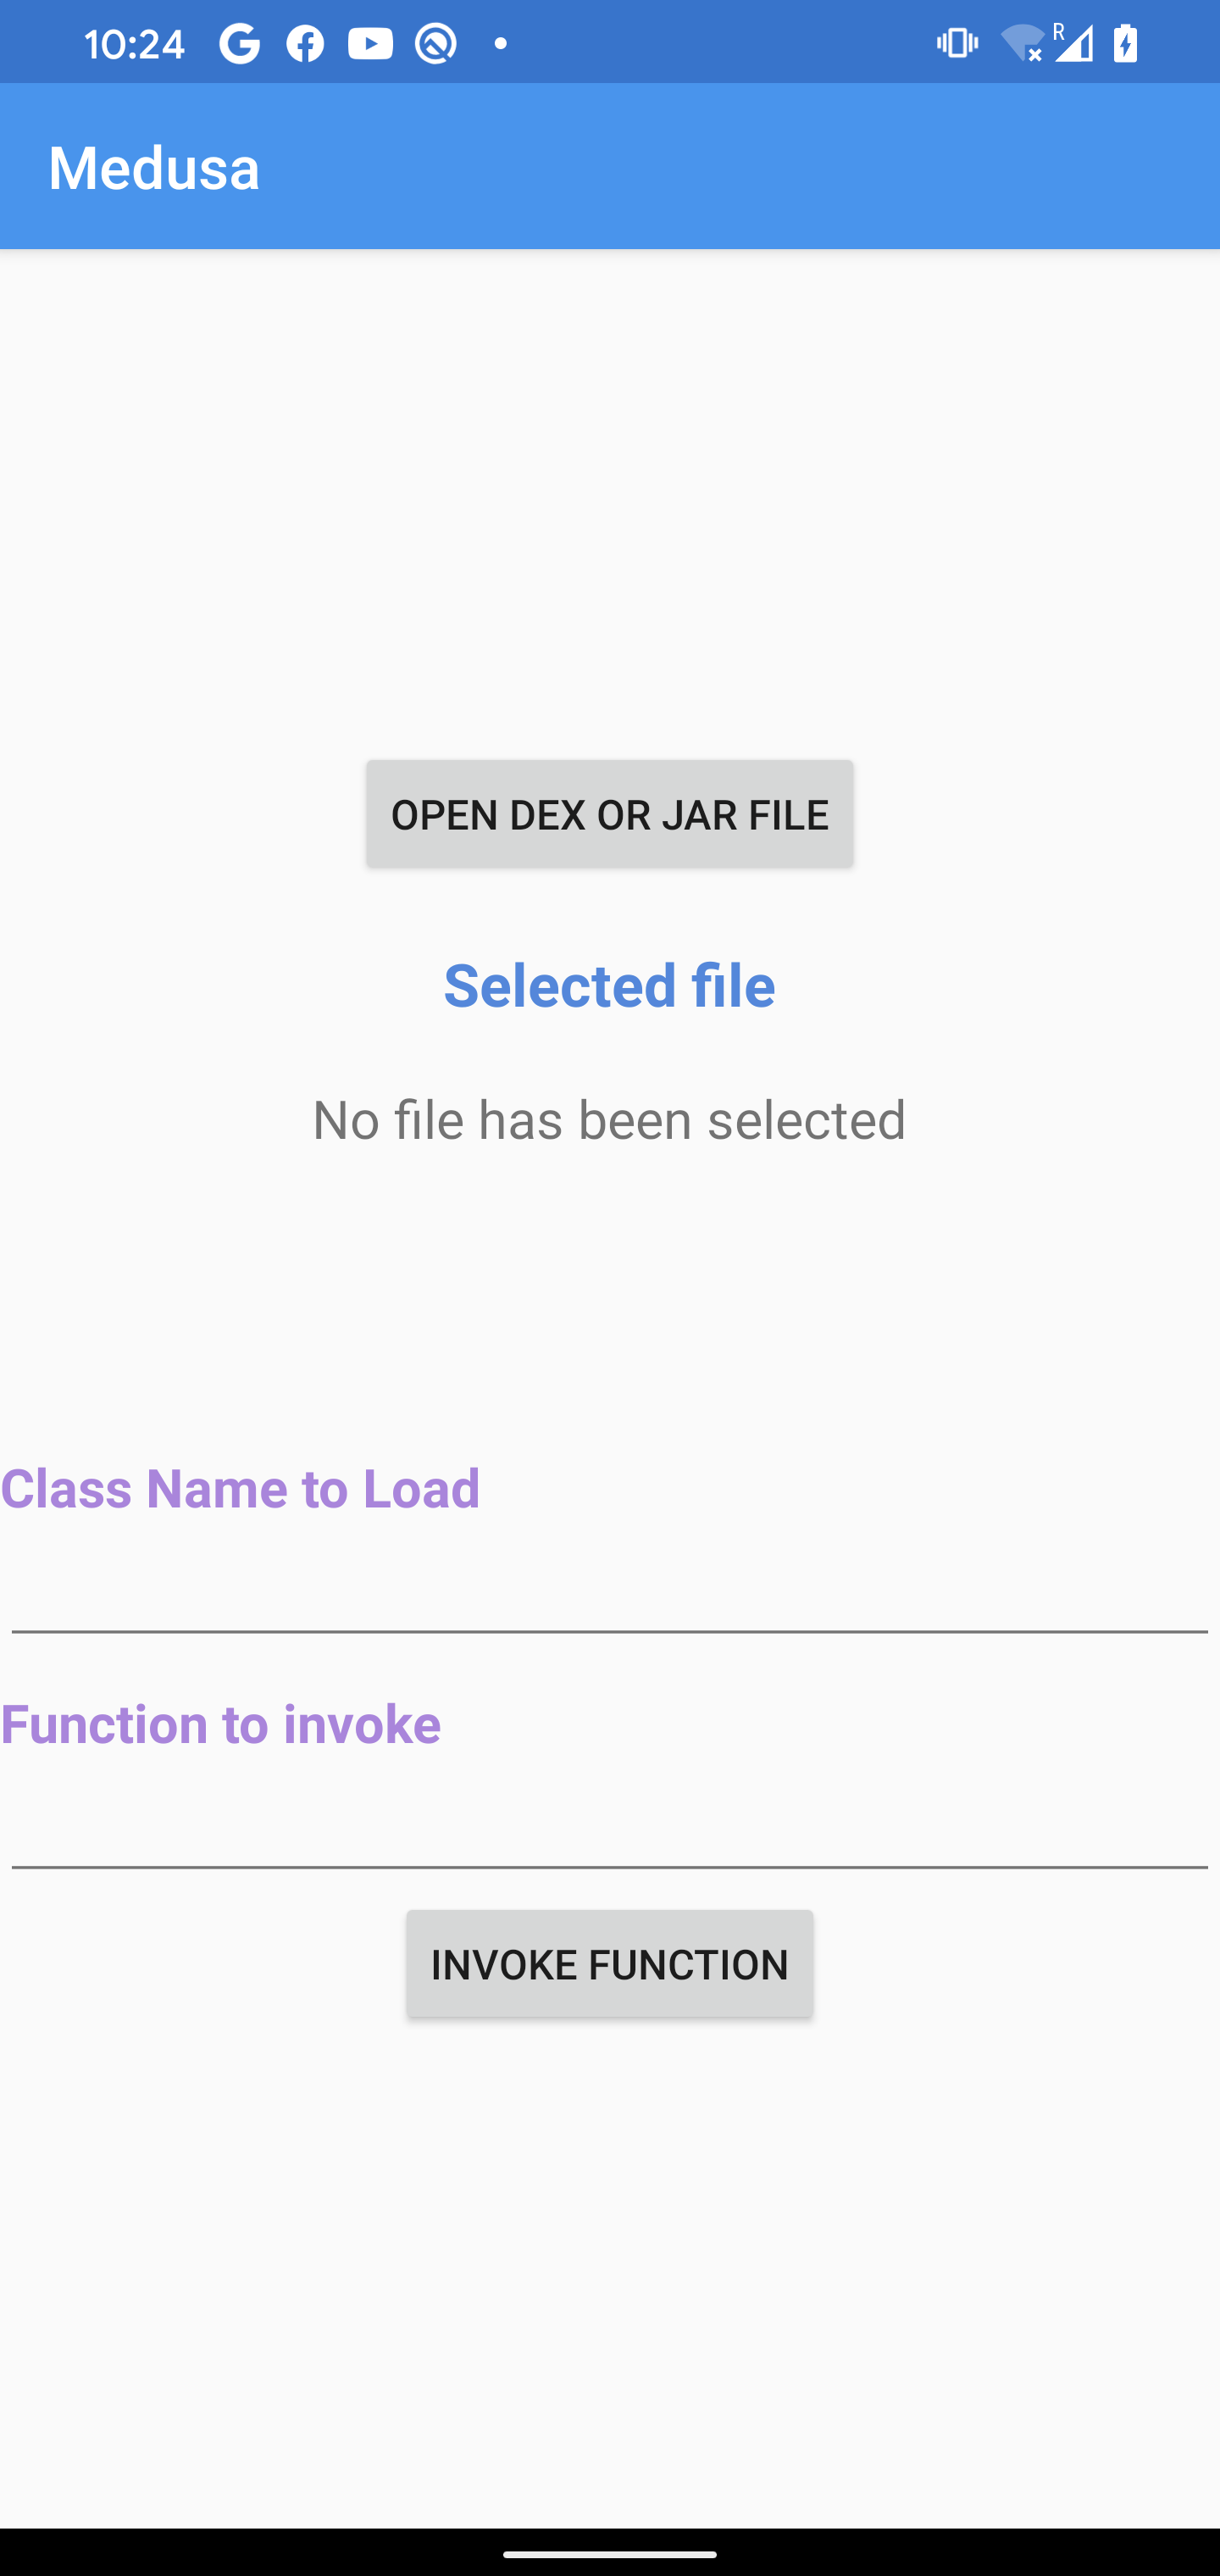 10:24
R
Medusa
OPEN DEX OR JAR FILE
Selected file
No file has been selected
Class Name to Load
Function to invoke
INVOKE FUNCTION